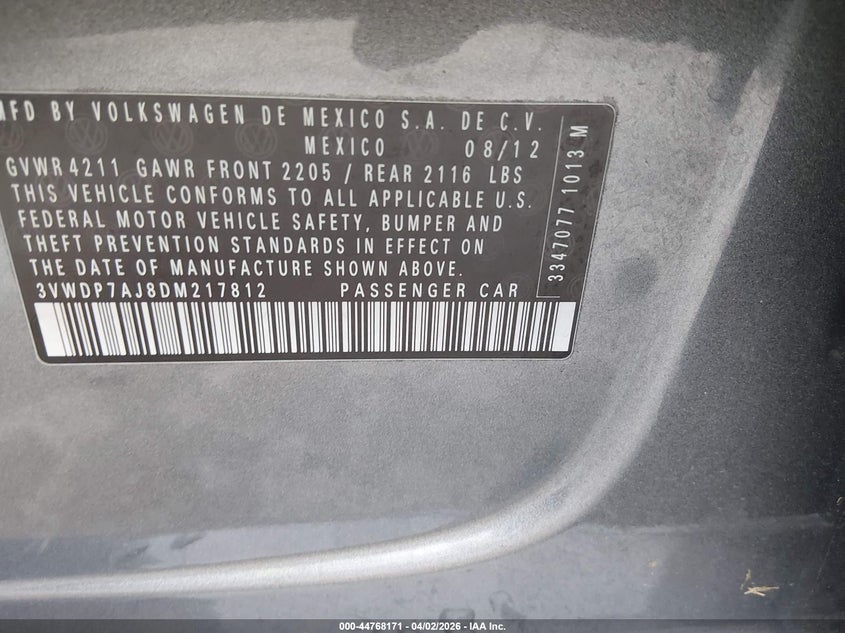 MFD BY VOLKSWAGEN DE MEXICO S.A. DE C.V.
MEXICO 08/12
GVWR 4211 GAWR FRONT 2205 / REAR 2116 LBS
THIS VEHICLE CONFORMS TO ALL APPLICABLE U.S.
FEDERAL MOTOR VEHICLE SAFETY, BUMPER AND
THEFT PREVENTION STANDARDS IN EFFECT ON
THE DATE OF MANUFACTURE SHOWN ABOVE.
3VWDP7AJ8DM217812 PASSENGER CAR
3347077 1013 M
000-44768171 - 04/02/2026 - IAA Inc.